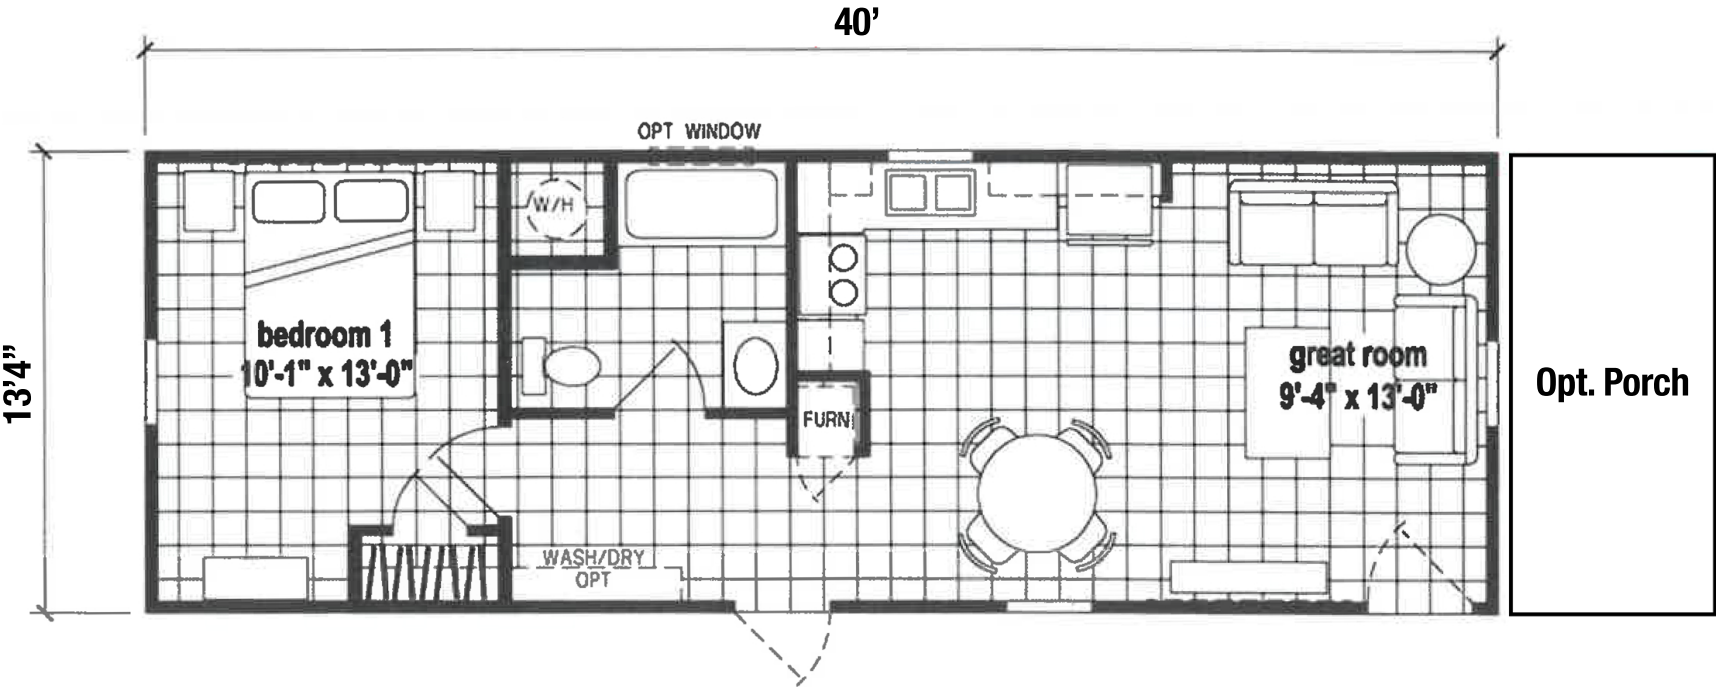 40’
OPT WINDOW
W/H
13’4”
bedroom 1
10'-1" x 13'-0"
great room
9'-4" x 13'-0"
Opt. Porch
FURN
WASH/DRY
OPT